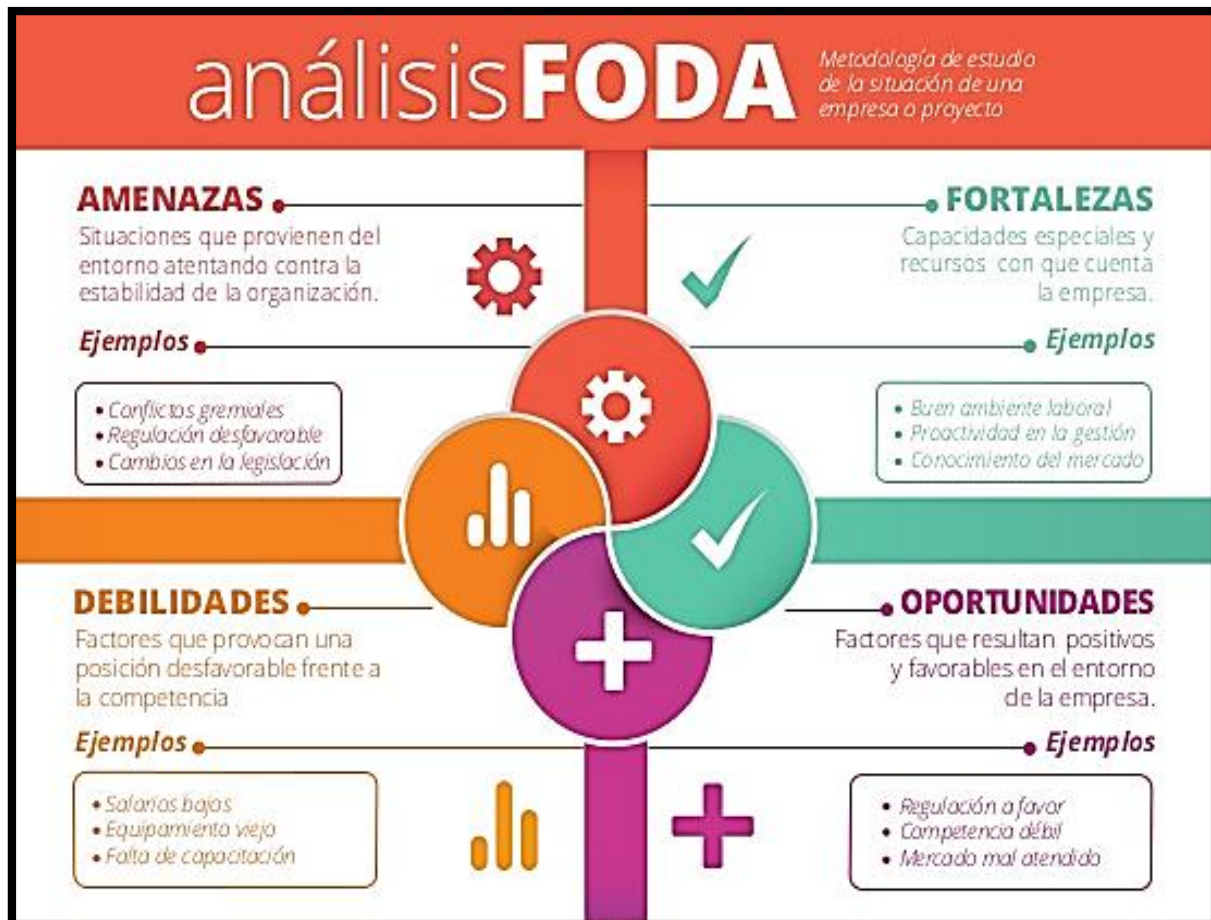 análisisFODA
Metodología de estudio
de la situación de una
empresa o proyecto
AMENAZAS
Situaciones que provienen del
entorno atentando contra la
estabilidad de la organización.
Ejemplos
• Conflictos gremiales
• Regulación desfavorable
• Cambios en la legislación
FORTALEZAS
Capacidades especiales y
recursos con que cuenta
la empresa.
Ejemplos
• Buen ambiente laboral
• Proactividad en la gestión
• Conocimiento del mercado
DEBILIDADES
Factores que provocan una
posición desfavorable frente a
la competencia
Ejemplos
• Salarios bajos
• Equipamiento viejo
• Falta de capacitación
OPORTUNIDADES
Factores que resultan positivos
y favorables en el entorno
de la empresa.
Ejemplos
• Regulación a favor
• Competencia débil
• Mercado mal atendido